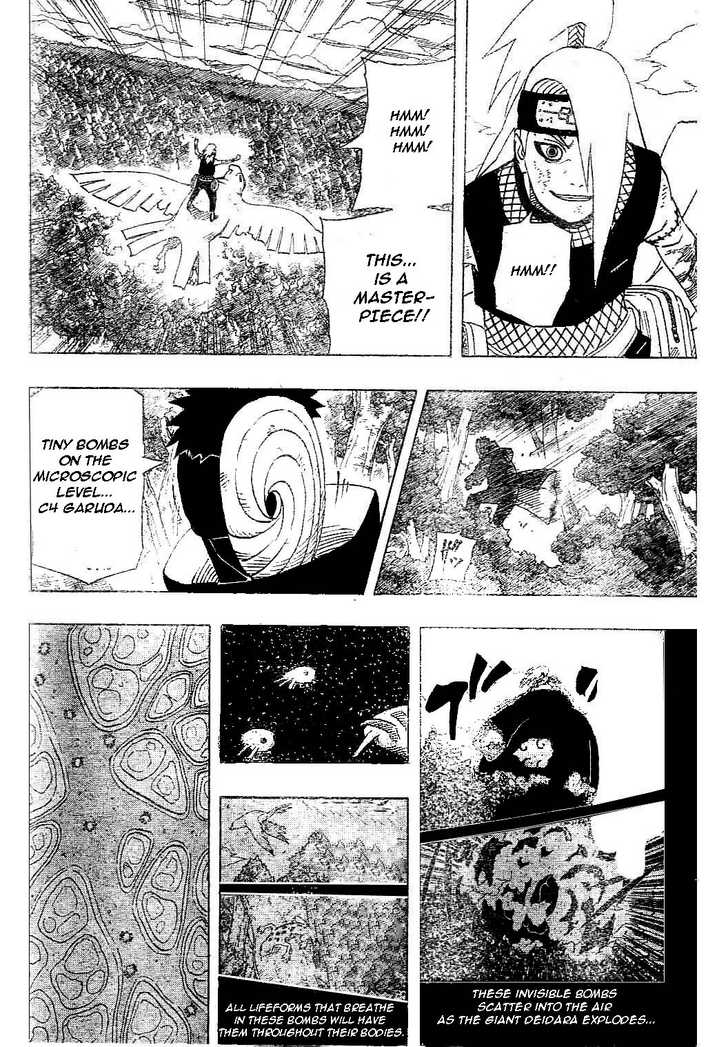 HMM!!
HMM!
HMM!
HMM!
THIS...
IS A
MASTER-
PIECE!!
TINY BOMBS
ON THE
MICROSCOPIC
LEVEL...
C4 GARUDA...
THESE INVISIBLE BOMBS
SCATTER INTO THE AIR
AS THE GIANT DEIDARA EXPLODES...
ALL LIFEFORMS THAT BREATHE
IN THESE BOMBS WILL HAVE
THEM THROUGHOUT THEIR BODIES.